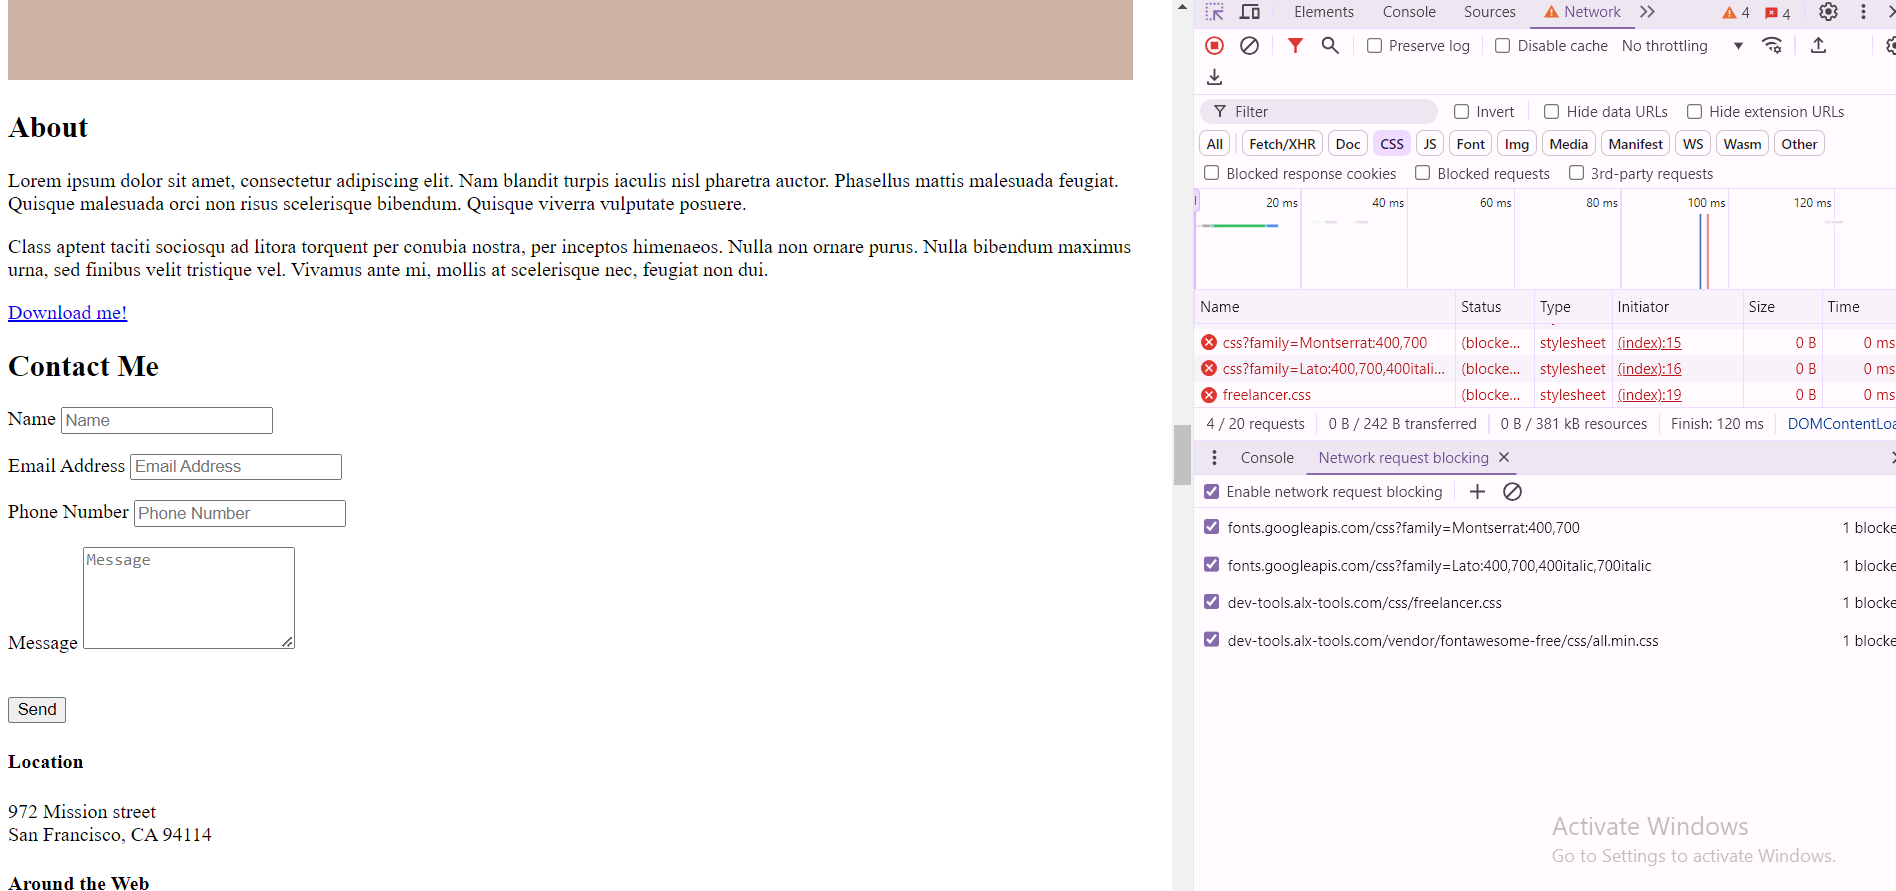 About
Lorem ipsum dolor sit amet, consectetur adipiscing elit. Nam blandit turpis iaculis nisl pharetra auctor. Phasellus mattis malesuada feugiat.
Quisque malesuada orci non risus scelerisque bibendum. Quisque viverra vulputate posuere.
Class aptent taciti sociosqu ad litora torquent per conubia nostra, per inceptos himenaeos. Nulla non ornare purus. Nulla bibendum maximus
urna, sed finibus velit tristique vel. Vivamus ante mi, mollis at scelerisque nec, feugiat non dui.
Download me!
Contact Me
Name Name
Email Address Email Address
Phone Number Phone Number
Message
Message
Send
Location
972 Mission street
San Francisco, CA 94114
Around the Web
Elements Console Sources Network 4 4
Preserve log Disable cache No throttling
Filter Invert Hide data URLs Hide extension URLs
All Fetch/XHR Doc CSS JS Font Img Media Manifest WS Wasm Other
Blocked response cookies Blocked requests 3rd-party requests
20 ms 40 ms 60 ms 80 ms 100 ms 120 ms
Name Status Type Initiator Size Time
css?family=Montserrat:400,700 (blocke... stylesheet (index):15 0 B 0 ms
css?family=Lato:400,700,400itali... (blocke... stylesheet (index):16 0 B 0 ms
freelancer.css (blocke... stylesheet (index):19 0 B 0 ms
4 / 20 requests 0 B / 242 B transferred 0 B / 381 kB resources Finish: 120 ms DOMContentLoa
Console Network request blocking
Enable network request blocking
fonts.googleapis.com/css?family=Montserrat:400,700 1 blocke
fonts.googleapis.com/css?family=Lato:400,700,400italic,700italic 1 blocke
dev-tools.alx-tools.com/css/freelancer.css 1 blocke
dev-tools.alx-tools.com/vendor/fontawesome-free/css/all.min.css 1 blocke
Activate Windows
Go to Settings to activate Windows.